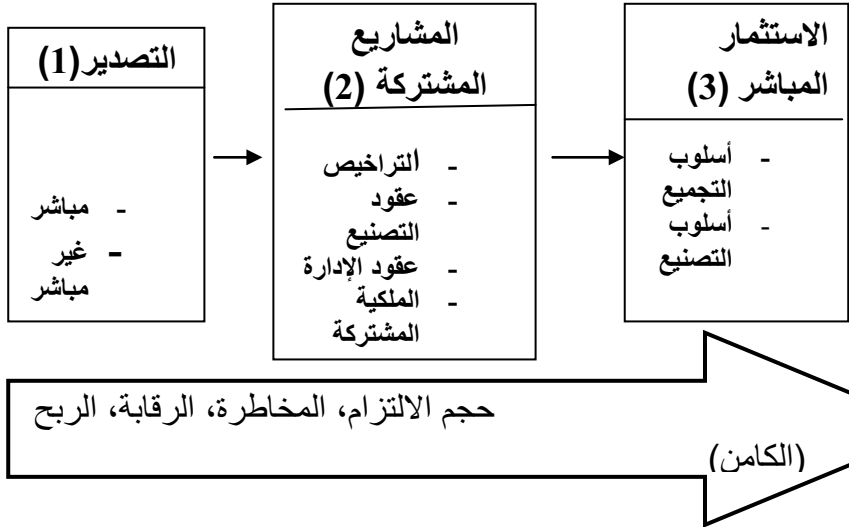 التصدير(1)
- مباشر
- غير
مباشر
المشاريع
المشتركة (2)
- التراخيص
- عقود
التصنيع
- عقود الإدارة
- الملكية
المشتركة
الاستثمار
المباشر (3)
- أسلوب
التجميع
- أسلوب
التصنيع
حجم الالتزام، المخاطرة، الرقابة، الربح
(الكامن)